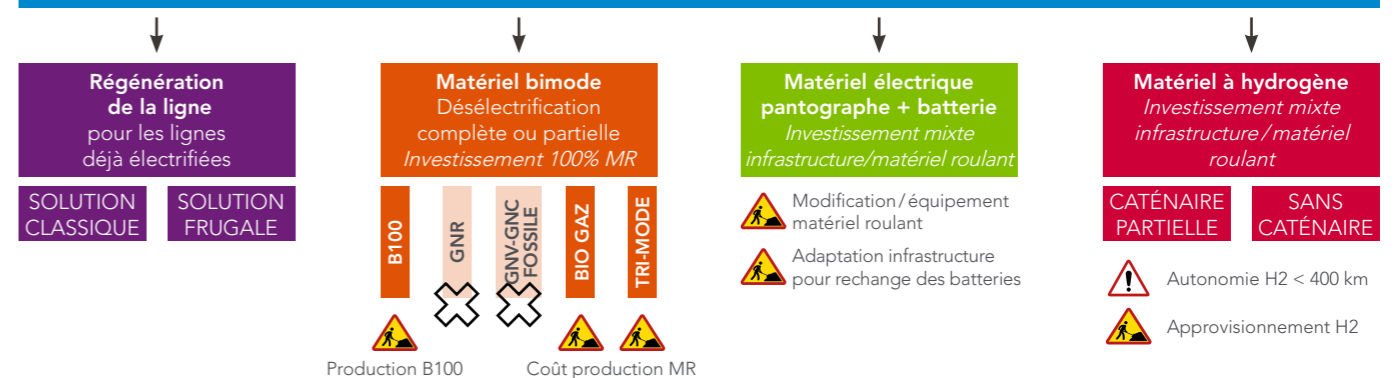 Régénération
de la ligne
pour les lignes
déjà électrifiées
SOLUTION
CLASSIQUE
SOLUTION
FRUGALE
Matériel bimode
Désélectrification
complète ou partielle
Investissement 100% MR
B100
GNR
GNV-GNC
FOSSILE
BIO GAZ
TRI-MODE
Production B100
Coût production MR
Matériel électrique
pantographe + batterie
Investissement mixte
infrastructure/matériel roulant
Modification/équipement
matériel roulant
Adaptation infrastructure
pour rechange des batteries
Matériel à hydrogène
Investissement mixte
infrastructure/matériel
roulant
CATÉNAIRE
PARTIELLE
SANS
CATÉNAIRE
Autonomie H2 < 400 km
Approvisionnement H2